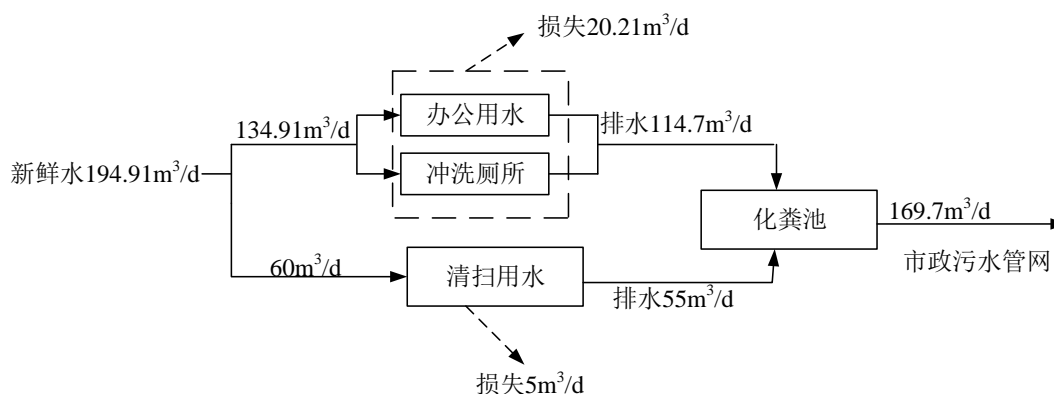 损失20.21m³/d
办公用水
134.91m³/d
排水114.7m³/d
新鲜水194.91m³/d
冲洗厕所
化粪池
169.7m³/d
市政污水管网
60m³/d
清扫用水
排水55m³/d
损失5m³/d